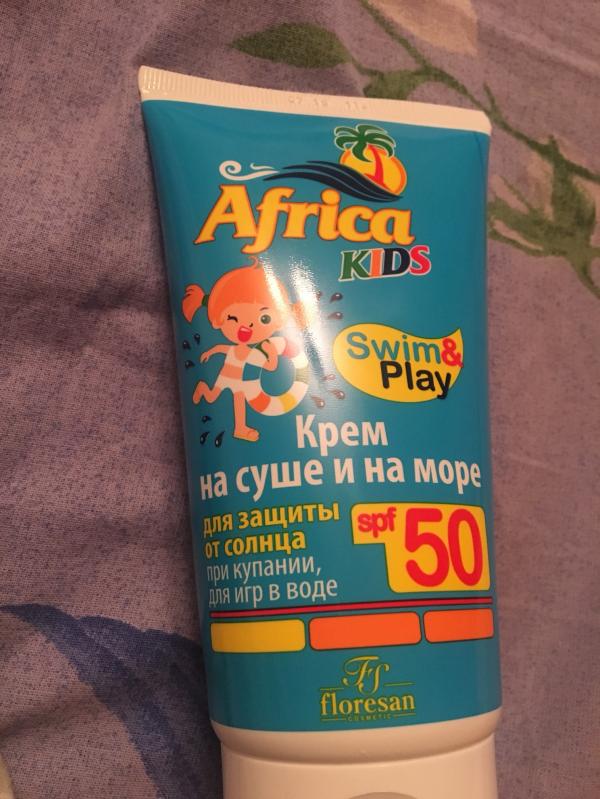 Africa
KIDS
Swim&
Play
Крем
на суше и на море
для защиты
от солнца
при купании,
для игр в воде
spf 50
FS
floresan
COSMETIC